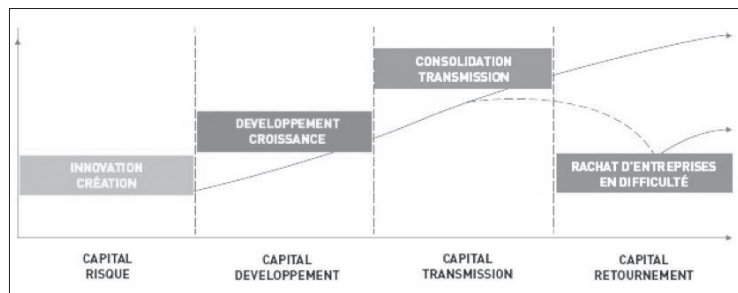 CONSOLIDATION
TRANSMISSION
DEVELOPPEMENT
CROISSANCE
INNOVATION
CRÉATION
RACHAT D'ENTREPRISES
EN DIFFICULTÉ
CAPITAL
RISQUE
CAPITAL
DEVELOPPEMENT
CAPITAL
TRANSMISSION
CAPITAL
RETOURNEMENT